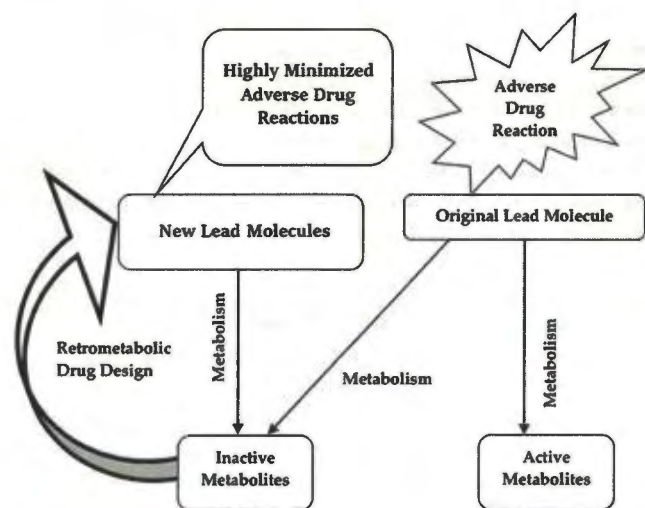 Highly Minimized
Adverse Drug
Reactions
Adverse
Drug
Reaction
New Lead Molecules
Original Lead Molecule
Retrometabolic
Drug Design
Metabolism
Metabolism
Metabolism
Inactive
Metabolites
Active
Metabolites